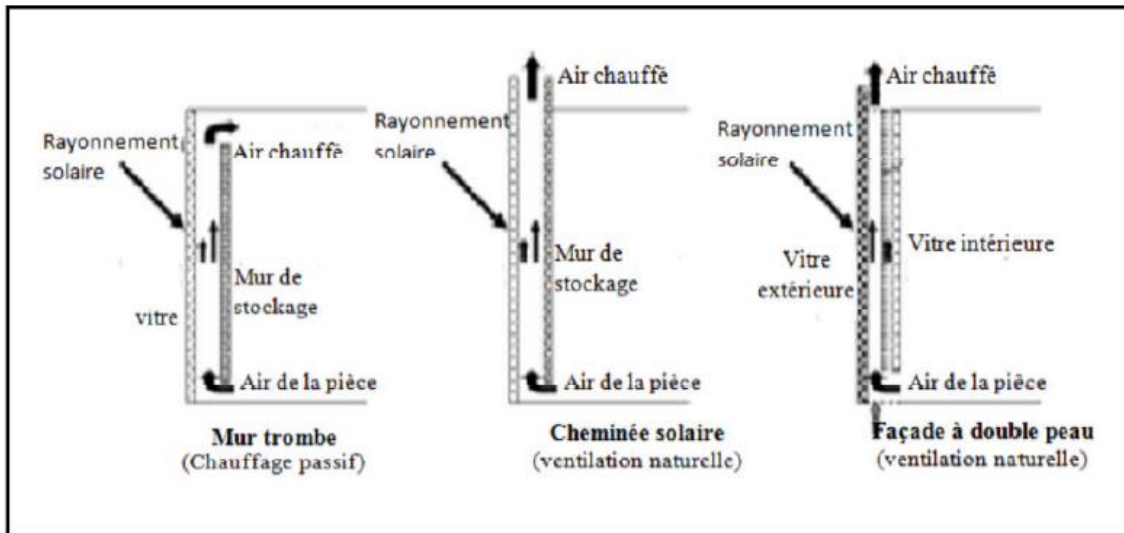 Rayonnement
solaire
Air chauffé
vitre
Mur de
stockage
Air de la pièce
Mur trombe
(Chauffage passif)
Air chauffé
Rayonnement
solaire
Mur de
stockage
Air de la pièce
Cheminée solaire
(ventilation naturelle)
Air chauffé
Rayonnement
solaire
Vitre
extérieure
Vitre intérieure
Air de la pièce
Façade à double peau
(ventilation naturelle)